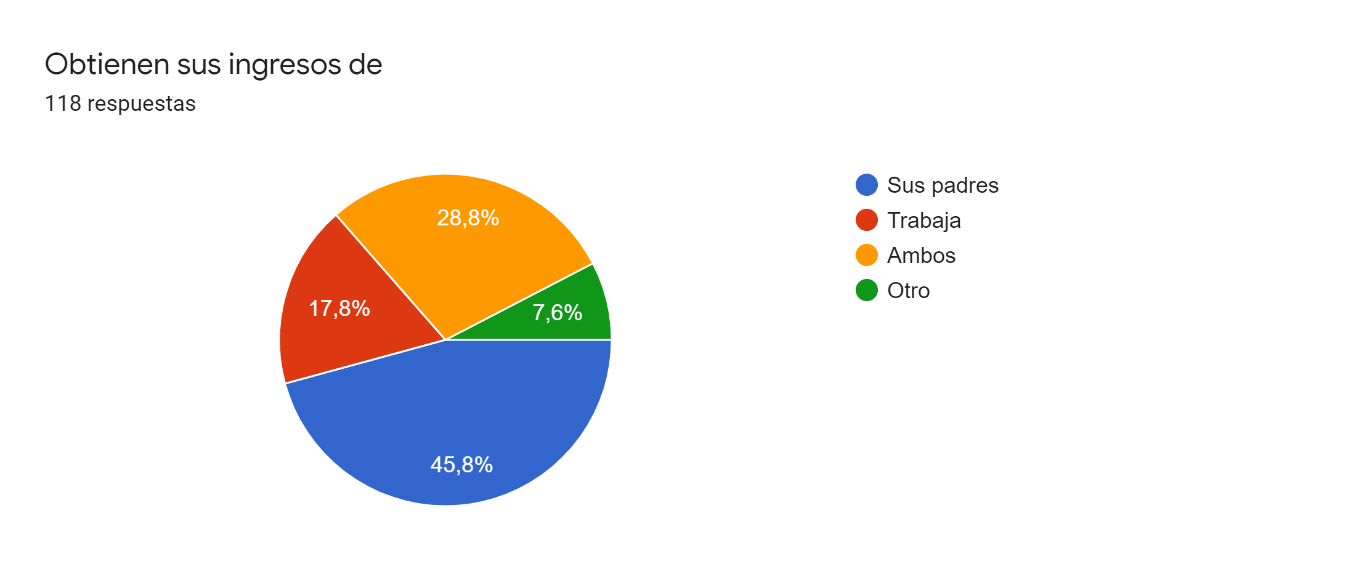 Obtienen sus ingresos de
118 respuestas
28,8%
17,8%
7,6%
45,8%
Sus padres
Trabaja
Ambos
Otro